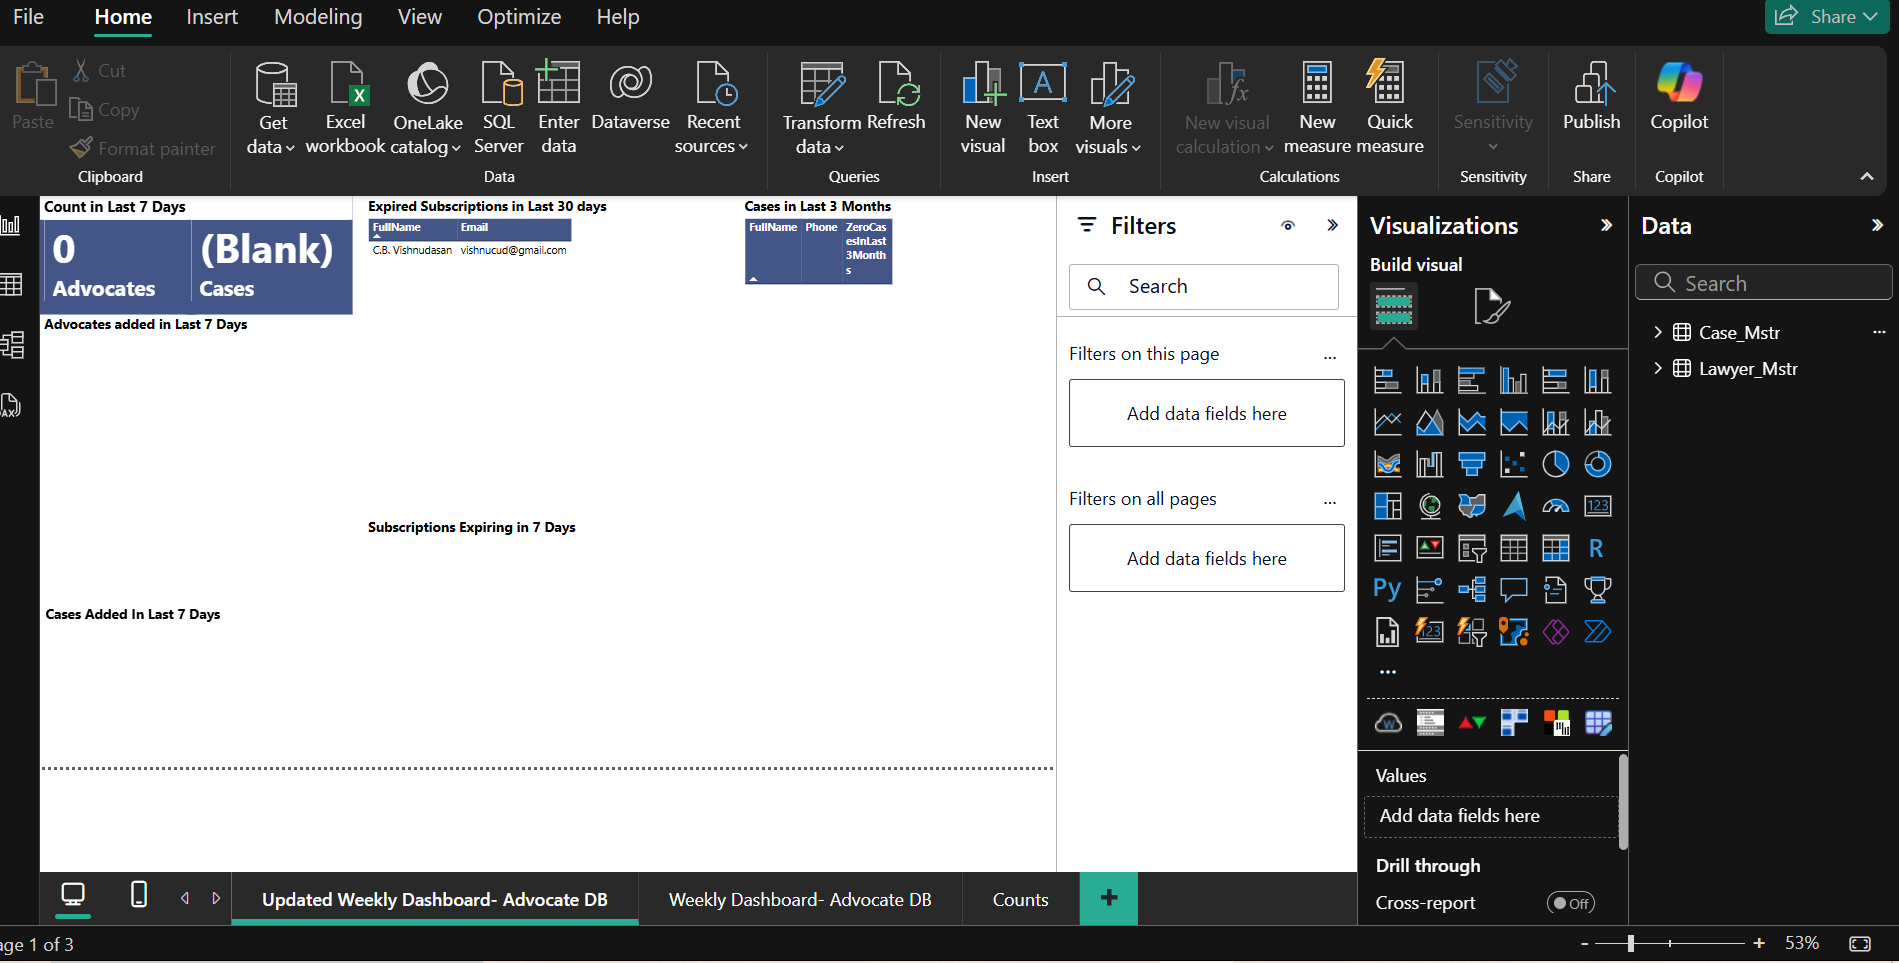 File Home Insert Modeling View Optimize Help Share
Paste
Cut
Copy
Format painter
Clipboard
Get
data
Excel
workbook
OneLake
catalog
SQL
Server
Enter
data
Dataverse
Recent
sources
Data
Transform
data
Refresh
Queries
New
visual
Text
box
More
visuals
Insert
New visual
calculation
New
measure
Quick
measure
Calculations
Sensitivity
Sensitivity
Publish
Share
Copilot
Copilot
Count in Last 7 Days
0
Advocates
(Blank)
Cases
Advocates added in Last 7 Days
Cases Added In Last 7 Days
Expired Subscriptions in Last 30 days
FullName Email
C.B. Vishnudasan vishnucud@gmail.com
Subscriptions Expiring in 7 Days
Cases in Last 3 Months
FullName Phone ZeroCas
esInLast
3Month
s
Filters
Search
Filters on this page ...
Add data fields here
Filters on all pages ...
Add data fields here
Visualizations
Build visual
123
R
Py
123
...
W
Values
Add data fields here
Drill through
Cross-report Off
Data
Search
Case_Mstr ...
Lawyer_Mstr
Updated Weekly Dashboard- Advocate DB
Weekly Dashboard- Advocate DB
Counts
+
age 1 of 3
- + 53%